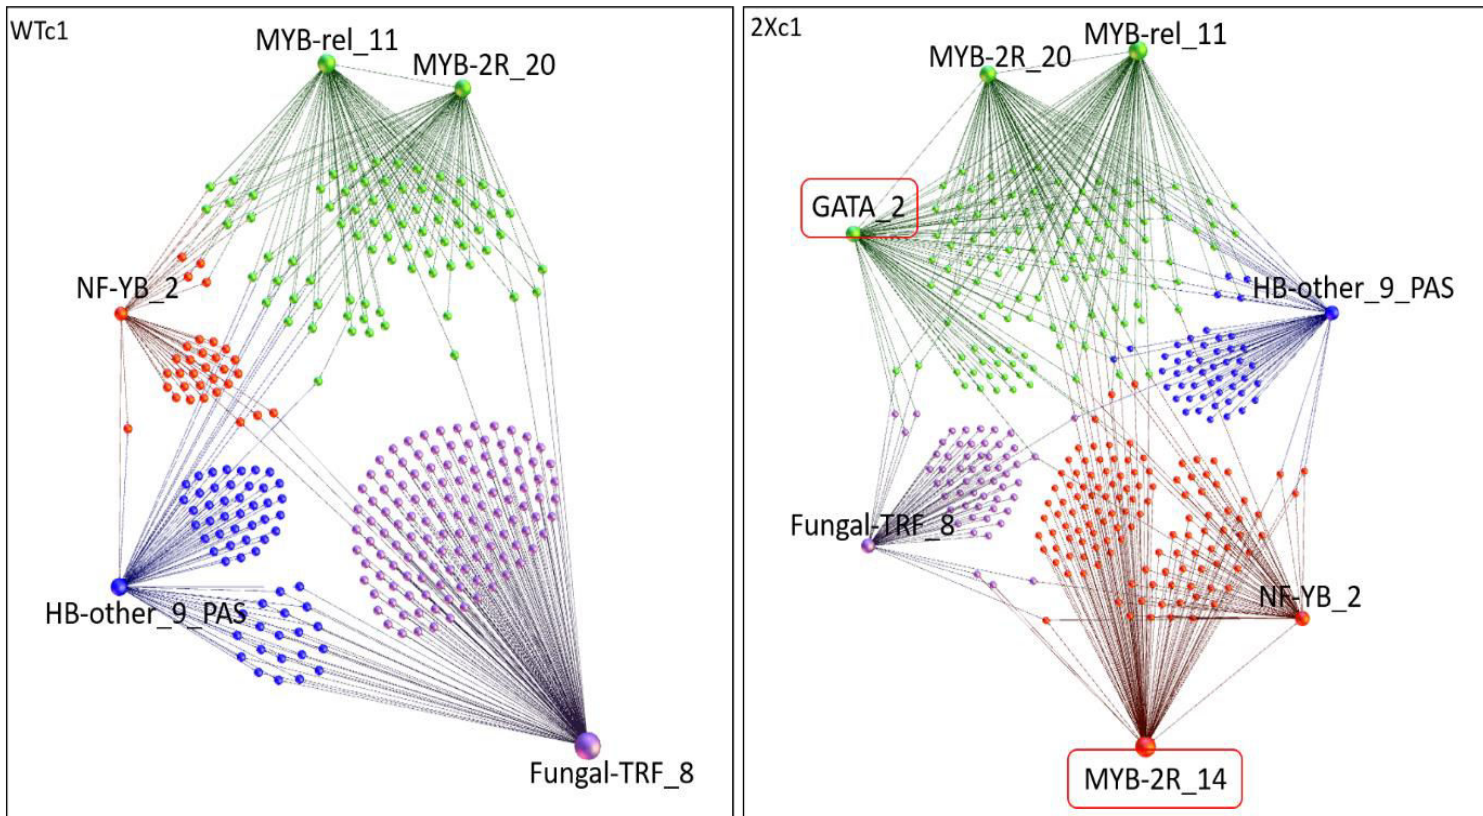 WTc1
MYB-rel_11
MYB-2R_20
NF-YB_2
HB-other_9_PAS
Fungal-TRF_8
2Xc1
MYB-rel_11
MYB-2R_20
GATA_2
HB-other_9_PAS
Fungal-TRF_8
NF-YB_2
MYB-2R_14